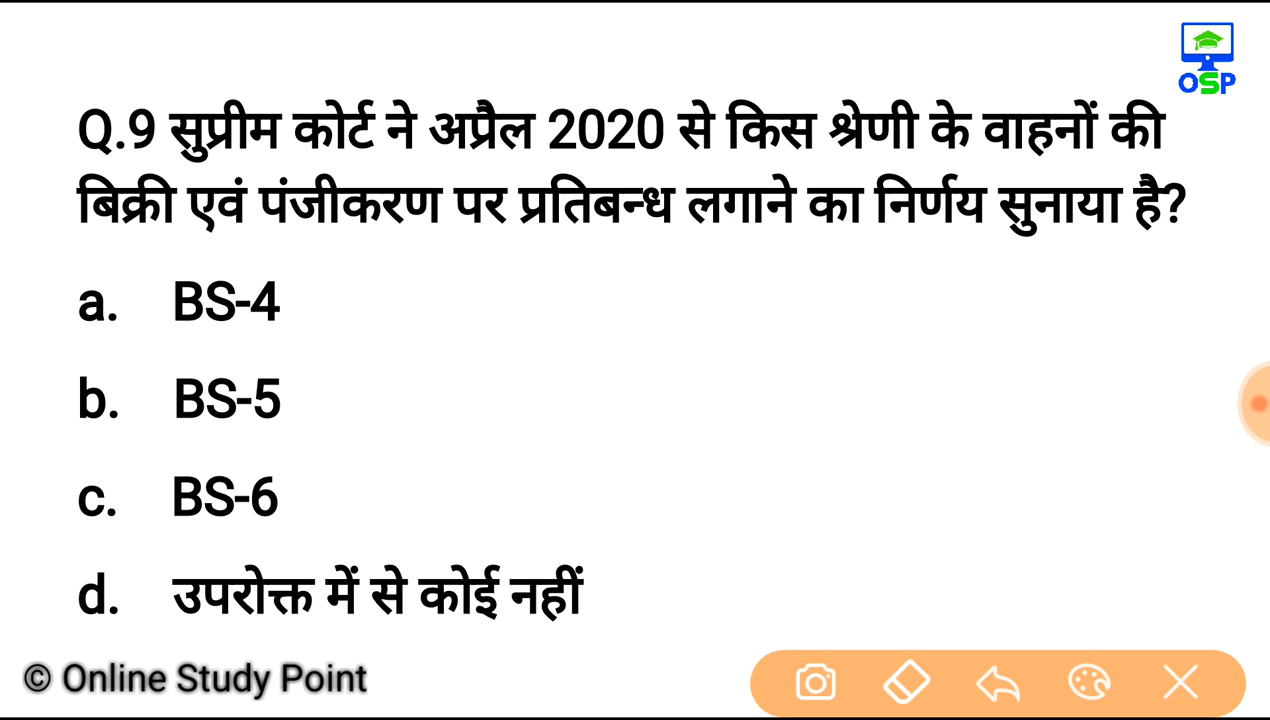 OSP
Q.9 सुप्रीम कोर्ट ने अप्रैल 2020 से किस श्रेणी के वाहनों की
बिक्री एवं पंजीकरण पर प्रतिबन्ध लगाने का निर्णय सुनाया है?
a. BS-4
b. BS-5
c. BS-6
d. उपरोक्त में से कोई नहीं
© Online Study Point